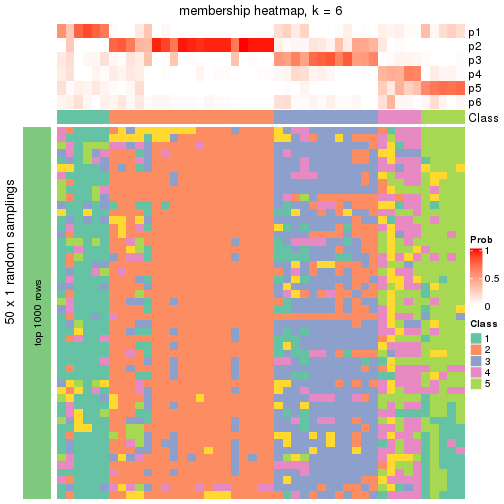 membership heatmap, k = 6
p1
p2
p3
p4
p5
p6
Class
50 x 1 random samplings
top 1000 rows
Prob
1
0.5
0
Class
1
2
3
4
5